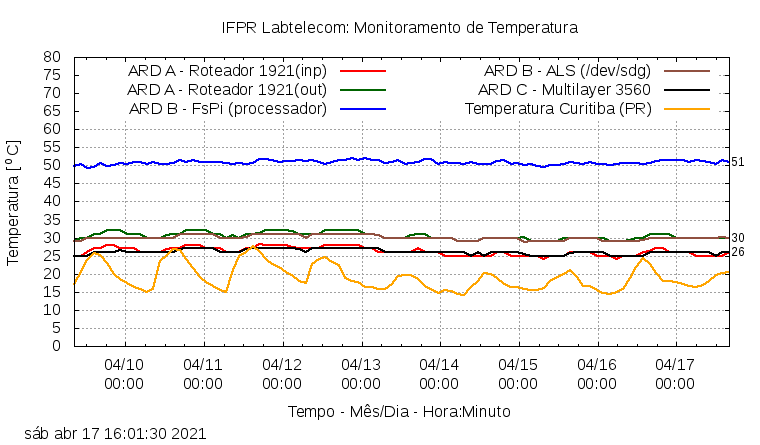 IFPR Labtelecom: Monitoramento de Temperatura
80
75
70
65
60
55
50
45
40
35
30
25
20
15
10
5
0
Temperatura [ºC]
ARD A - Roteador 1921(inp)
ARD A - Roteador 1921(out)
ARD B - FsPi (processador)
ARD B - ALS (/dev/sdg)
ARD C - Multilayer 3560
Temperatura Curitiba (PR)
51
30
26
04/10 04/11 04/12 04/13 04/14 04/15 04/16 04/17
00:00 00:00 00:00 00:00 00:00 00:00 00:00 00:00
Tempo - Mês/Dia - Hora:Minuto
sáb abr 17 16:01:30 2021